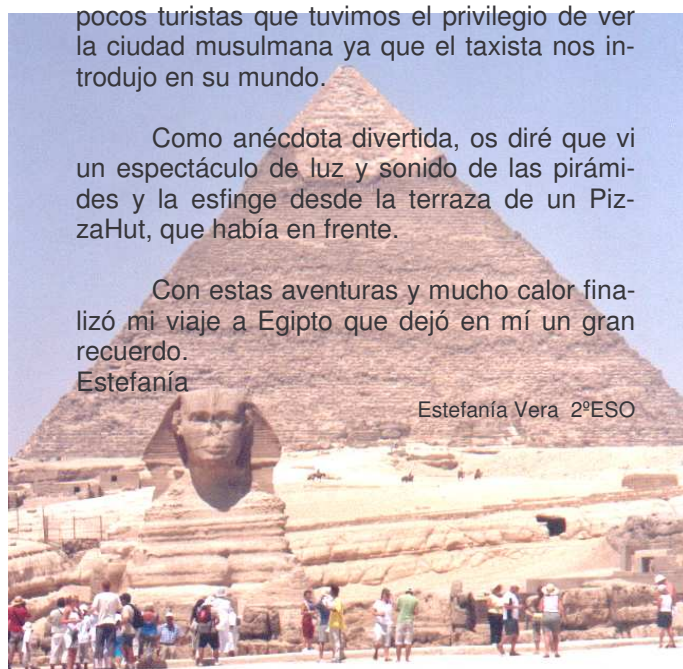 pocos turistas que tuvimos el privilegio de ver
la ciudad musulmana ya que el taxista nos in-
trodujo en su mundo.
Como anécdota divertida, os diré que vi
un espectáculo de luz y sonido de las pirámi-
des y la esfinge desde la terraza de un Piz-
zaHut, que había en frente.
Con estas aventuras y mucho calor fina-
lizó mi viaje a Egipto que dejó en mí un gran
recuerdo.
Estefanía
Estefanía Vera 2ºESO